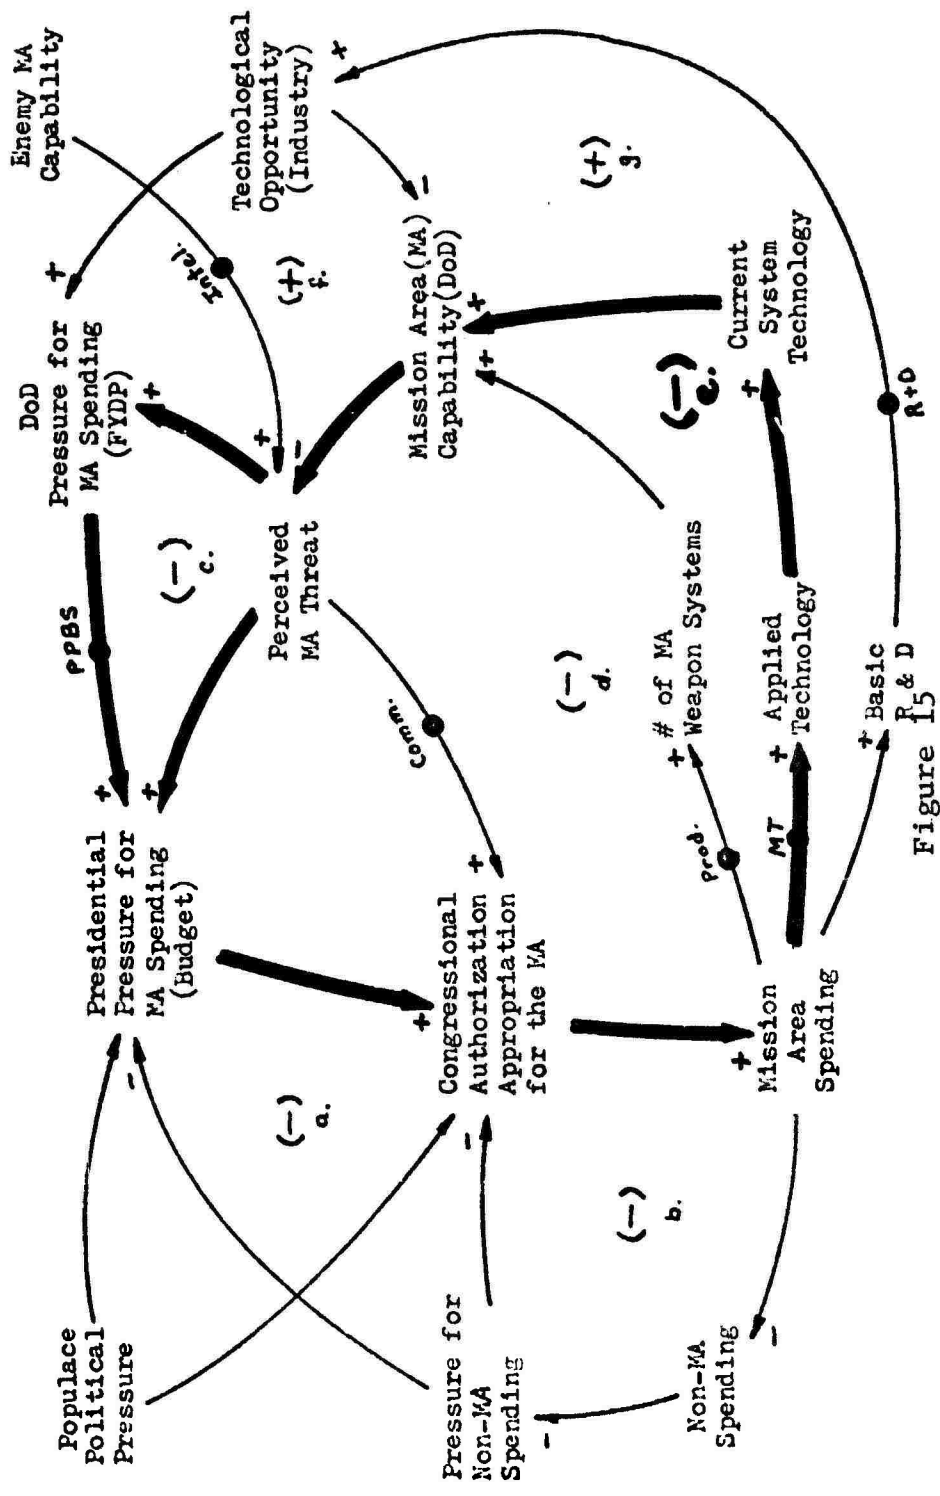 Populace
Political
Pressure
Presidential
Pressure for
MA Spending
(Budget)
+
+
-
PPBS
DoD
Pressure for
MA Spending
(FYDP)
+
+
Enemy MA
Capability
Intel.
Technological
Opportunity
(Industry)
+
(-)
a.
(-)
c.
(+)
f.
Perceived
MA Threat
+
-
Comm.
Mission Area(MA)
Capability(DoD)
-
+
+
Pressure for
Non-MA
Spending
-
Congressional
Authorization
Appropriation
for the MA
+
+
-
(-)
b.
(-)
d.
(-)
e.
(+)
g.
Non-MA
Spending
-
Mission
Area
Spending
+
Prod.
MT
# of MA
Weapon Systems
+
Applied
Technology
+
Current
System
Technology
+
Basic
R & D
+
R+D
Figure 15